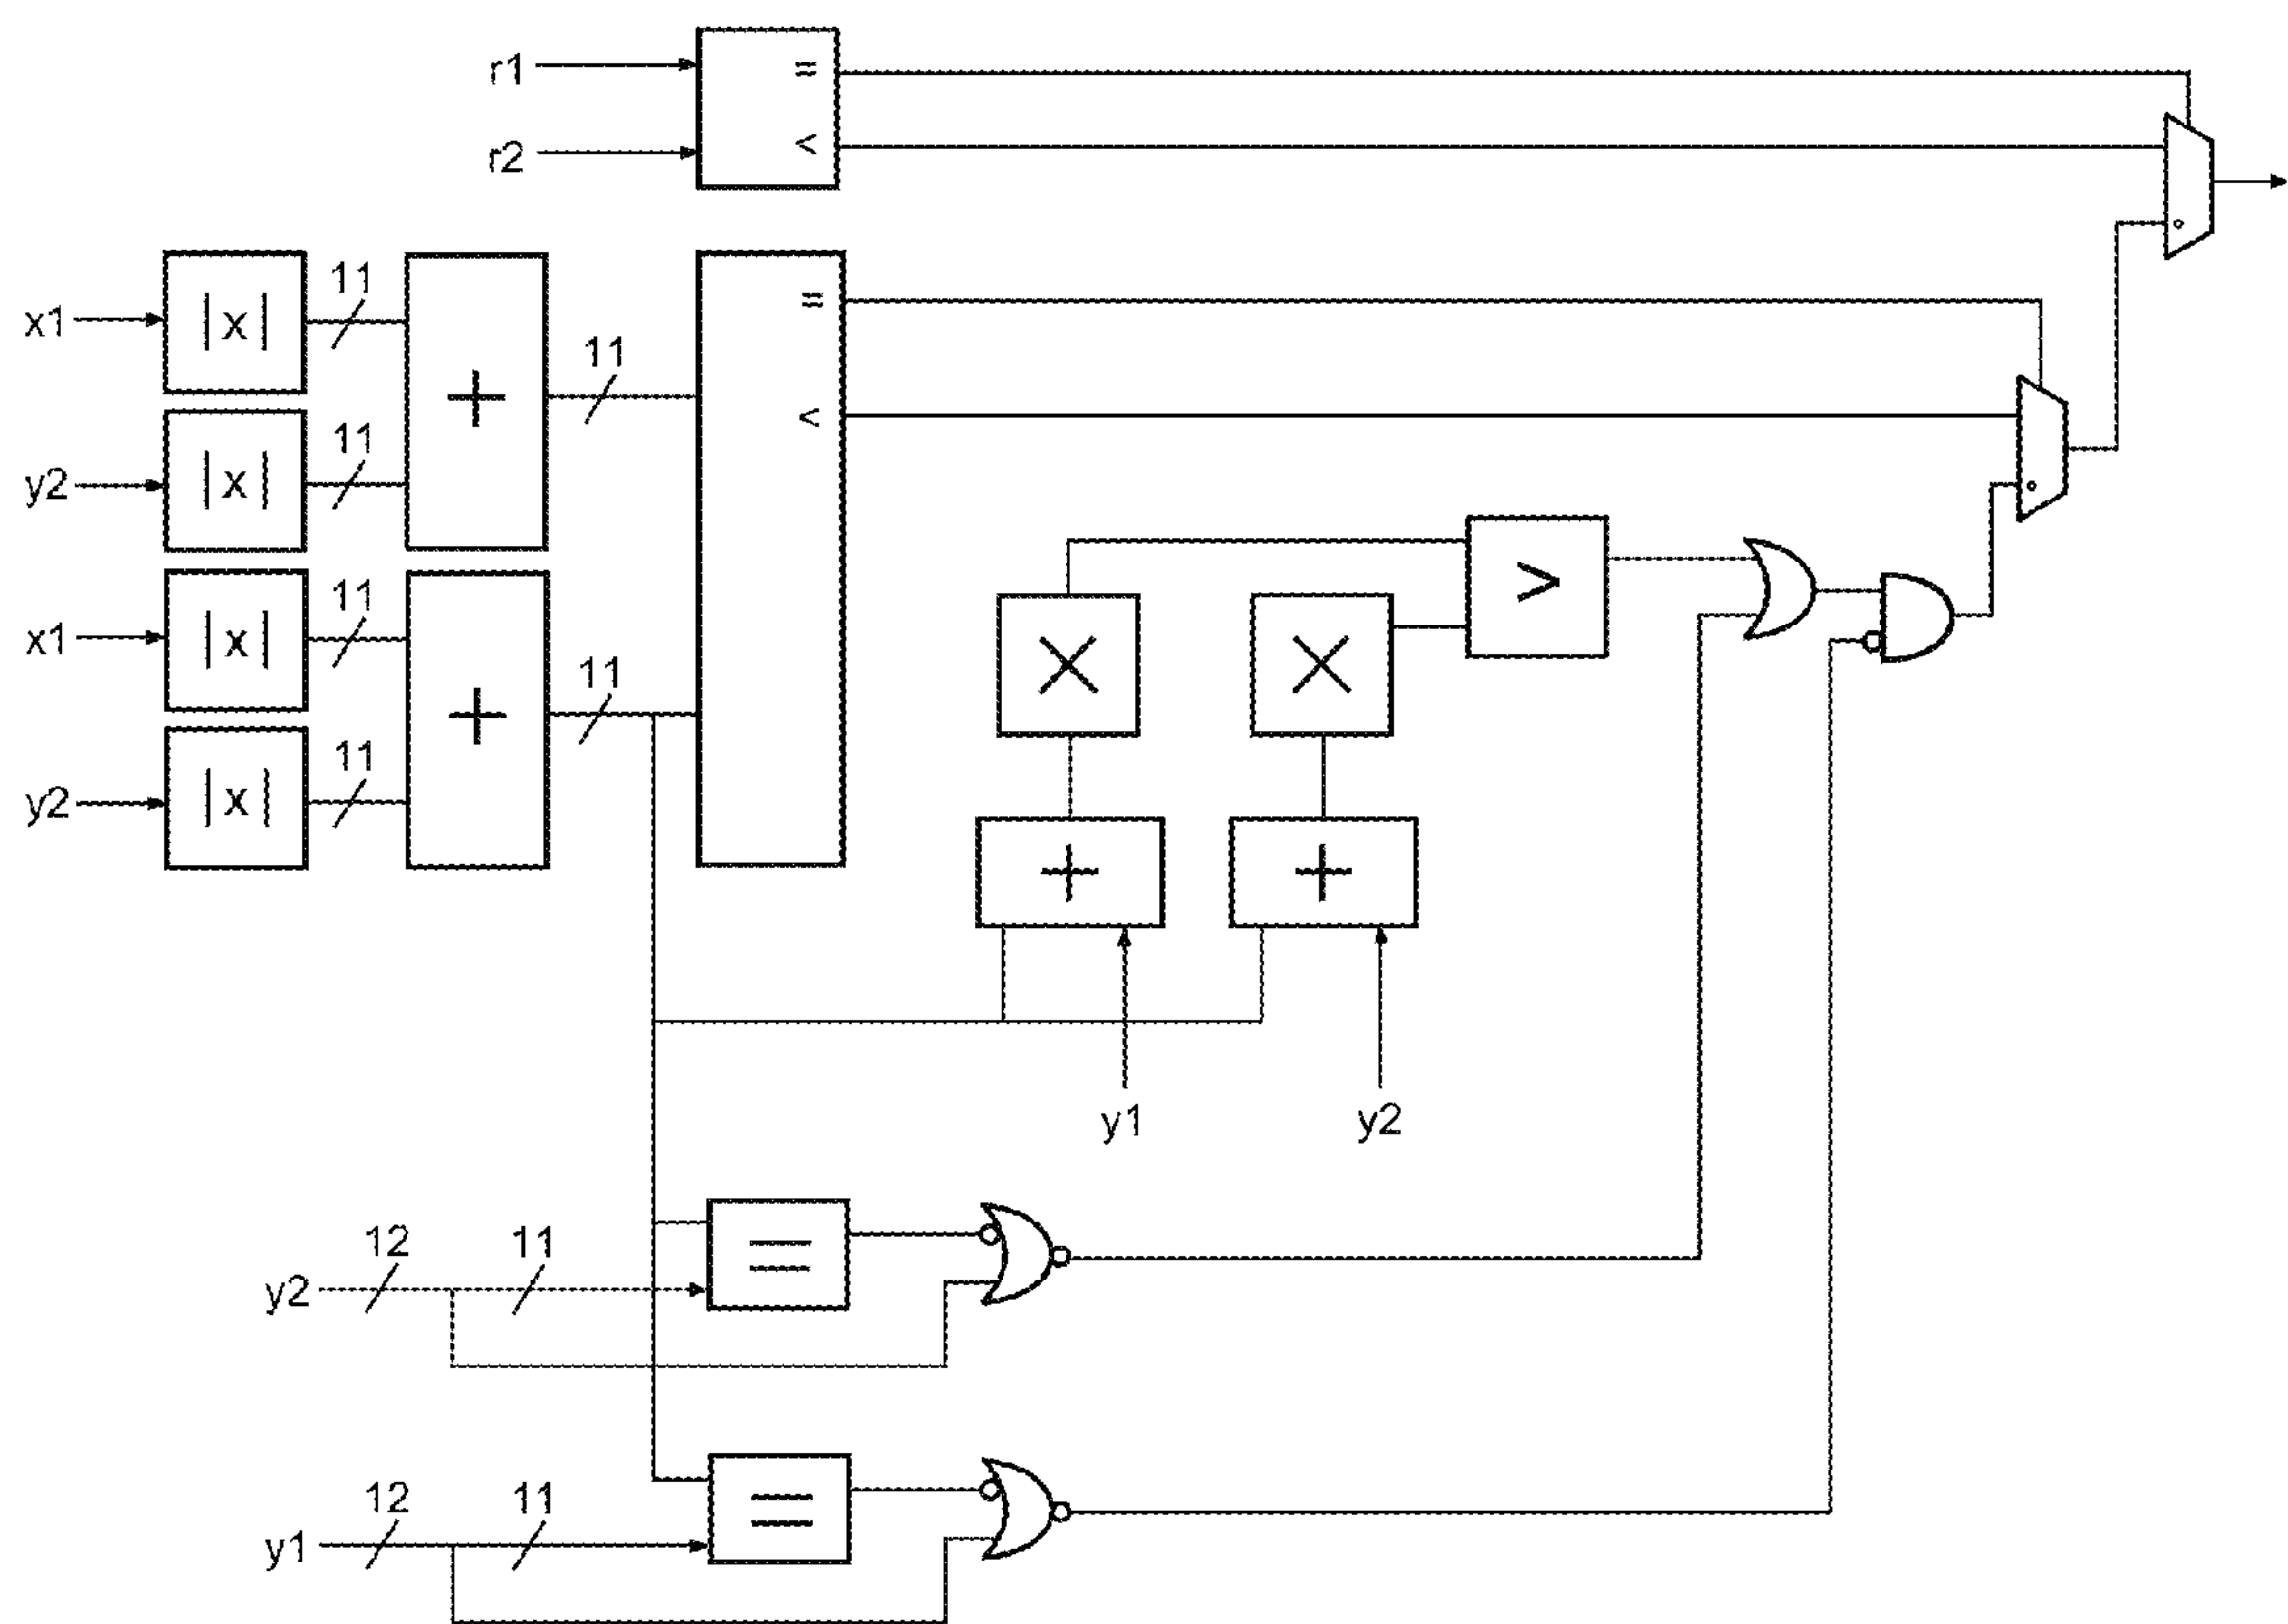 r1
=
r2
<
x1
|x|
11
+
11
=
y2
|x|
11
<
x1
|x|
11
+
11
y2
|x|
11
>
×
×
+
+
y1
y2
y2
12
11
=
y1
12
11
=